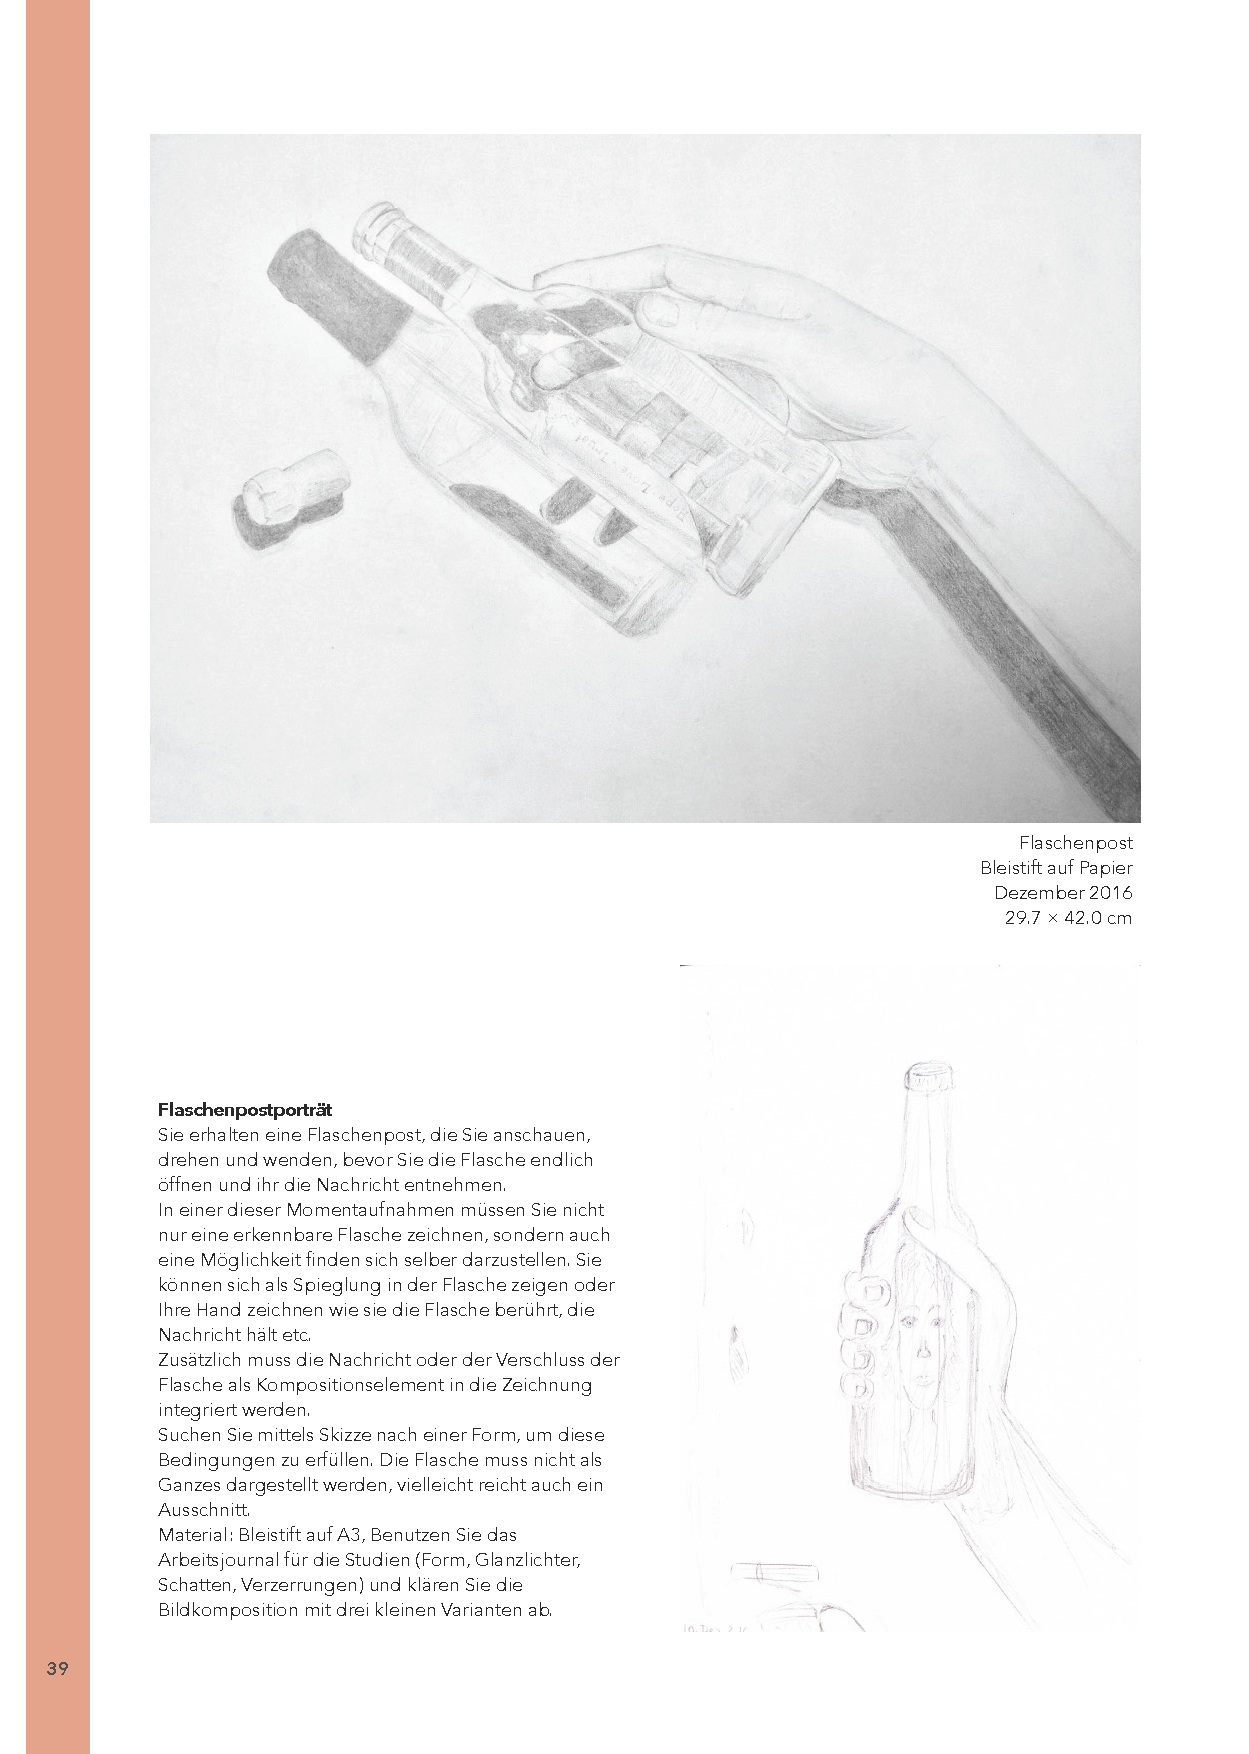 Flaschenpost
Bleistift auf Papier
Dezember 2016
29.7 × 42.0 cm
Flaschenpostporträt
Sie erhalten eine Flaschenpost, die Sie anschauen,
drehen und wenden, bevor Sie die Flasche endlich
öffnen und ihr die Nachricht entnehmen.
In einer dieser Momentaufnahmen müssen Sie nicht
nur eine erkennbare Flasche zeichnen, sondern auch
eine Möglichkeit finden sich selber darzustellen. Sie
können sich als Spieglung in der Flasche zeigen oder
Ihre Hand zeichnen wie sie die Flasche berührt, die
Nachricht hält etc.
Zusätzlich muss die Nachricht oder der Verschluss der
Flasche als Kompositionselement in die Zeichnung
integriert werden.
Suchen Sie mittels Skizze nach einer Form, um diese
Bedingungen zu erfüllen. Die Flasche muss nicht als
Ganzes dargestellt werden, vielleicht reicht auch ein
Ausschnitt.
Material: Bleistift auf A3, Benutzen Sie das
Arbeitsjournal für die Studien (Form, Glanzlichter,
Schatten, Verzerrungen) und klären Sie die
Bildkomposition mit drei kleinen Varianten ab.
39